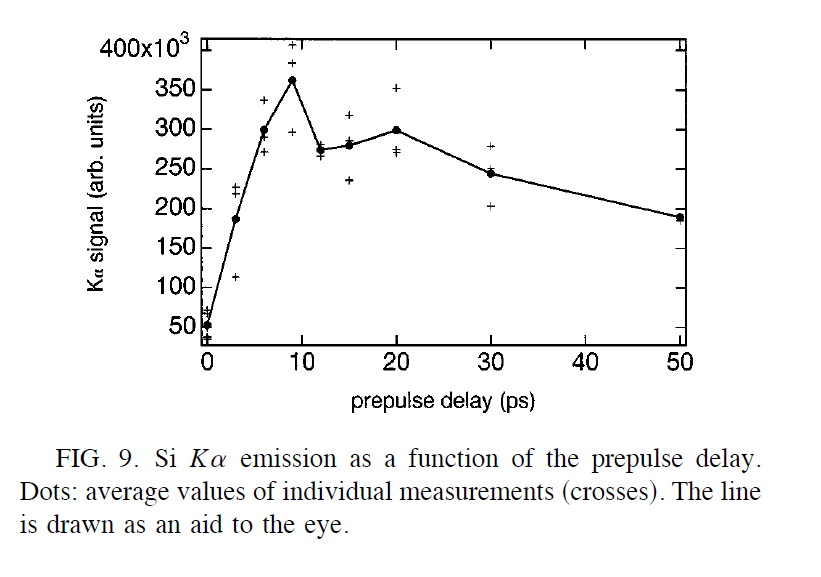 400x10³
350
300
250
200
150
100
50
Kα signal (arb. units)
0 10 20 30 40 50
prepulse delay (ps)
FIG. 9. Si Kα emission as a function of the prepulse delay.
Dots: average values of individual measurements (crosses). The line
is drawn as an aid to the eye.